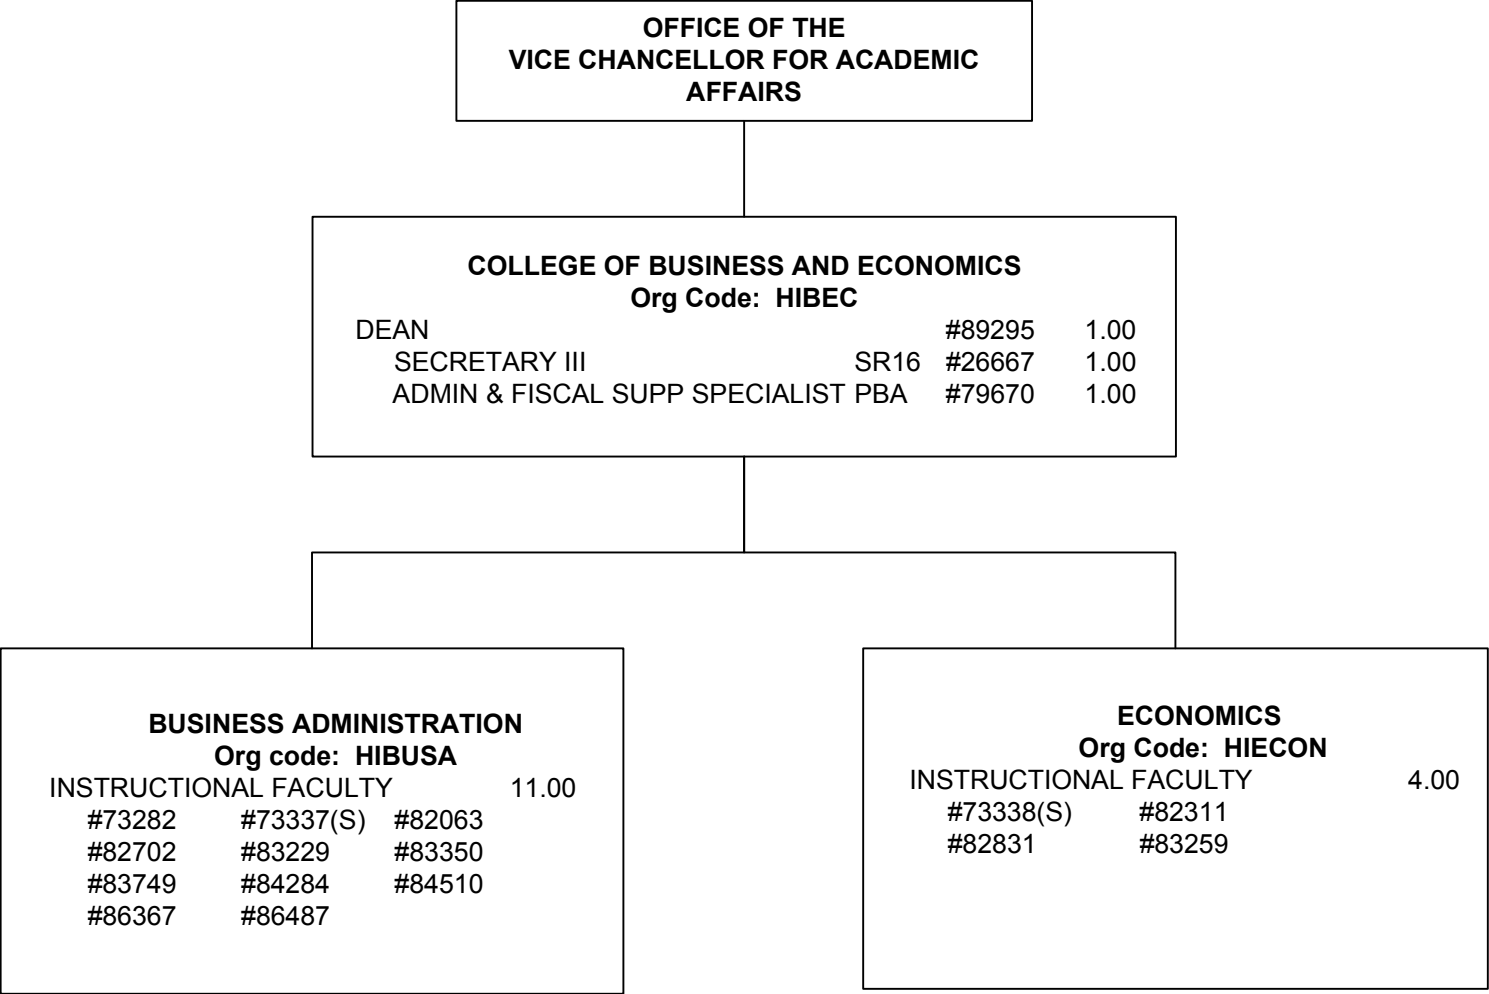 OFFICE OF THE
VICE CHANCELLOR FOR ACADEMIC
AFFAIRS
COLLEGE OF BUSINESS AND ECONOMICS
Org Code: HIBEC
DEAN #89295 1.00
SECRETARY III SR16 #26667 1.00
ADMIN & FISCAL SUPP SPECIALIST PBA #79670 1.00
BUSINESS ADMINISTRATION
Org code: HIBUSA
INSTRUCTIONAL FACULTY 11.00
#73282 #73337(S) #82063
#82702 #83229 #83350
#83749 #84284 #84510
#86367 #86487
ECONOMICS
Org Code: HIECON
INSTRUCTIONAL FACULTY 4.00
#73338(S) #82311
#82831 #83259